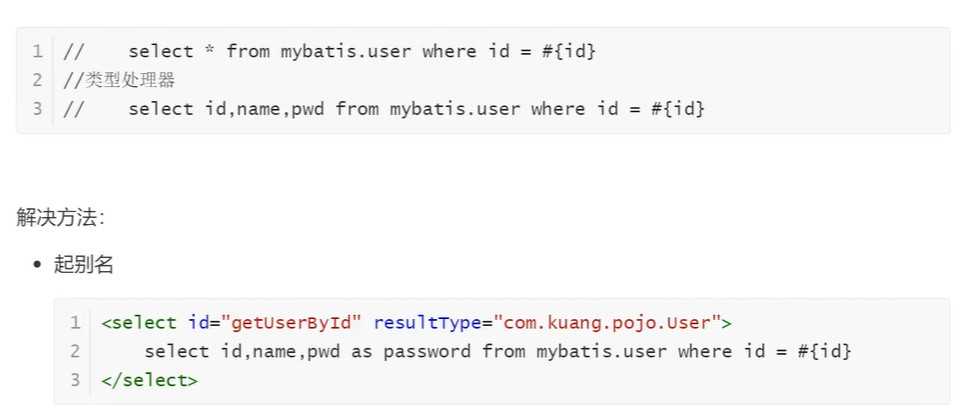 1 //    select * from mybatis.user where id = #{id}
2 //类型处理器
3 //    select id,name,pwd from mybatis.user where id = #{id}
解决方法：
• 起别名
1 <select id="getUserById" resultType="com.kuang.pojo.User">
2     select id,name,pwd as password from mybatis.user where id = #{id}
3 </select>